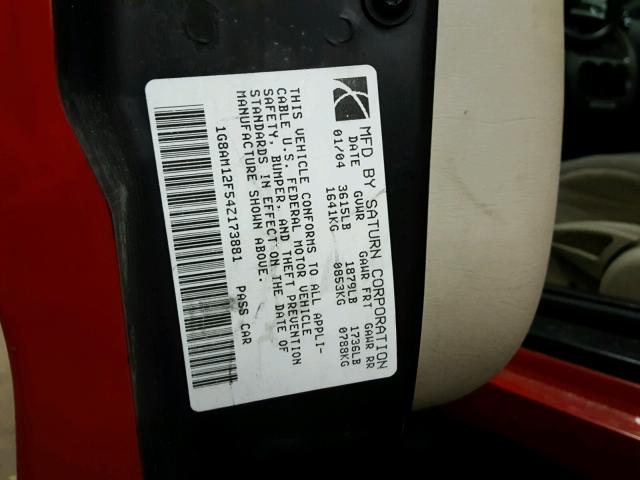 MFD BY SATURN CORPORATION
DATE GVWR GAWR FRT GAWR RR
01/04 3615LB 1879LB 1736LB
1641KG 0853KG 0788KG
THIS VEHICLE CONFORMS TO ALL APPLI-
CABLE U.S. FEDERAL MOTOR VEHICLE
SAFETY, BUMPER, AND THEFT PREVENTION
STANDARDS IN EFFECT ON THE DATE OF
MANUFACTURE SHOWN ABOVE.
1G8AM12F54Z173881 PASS CAR